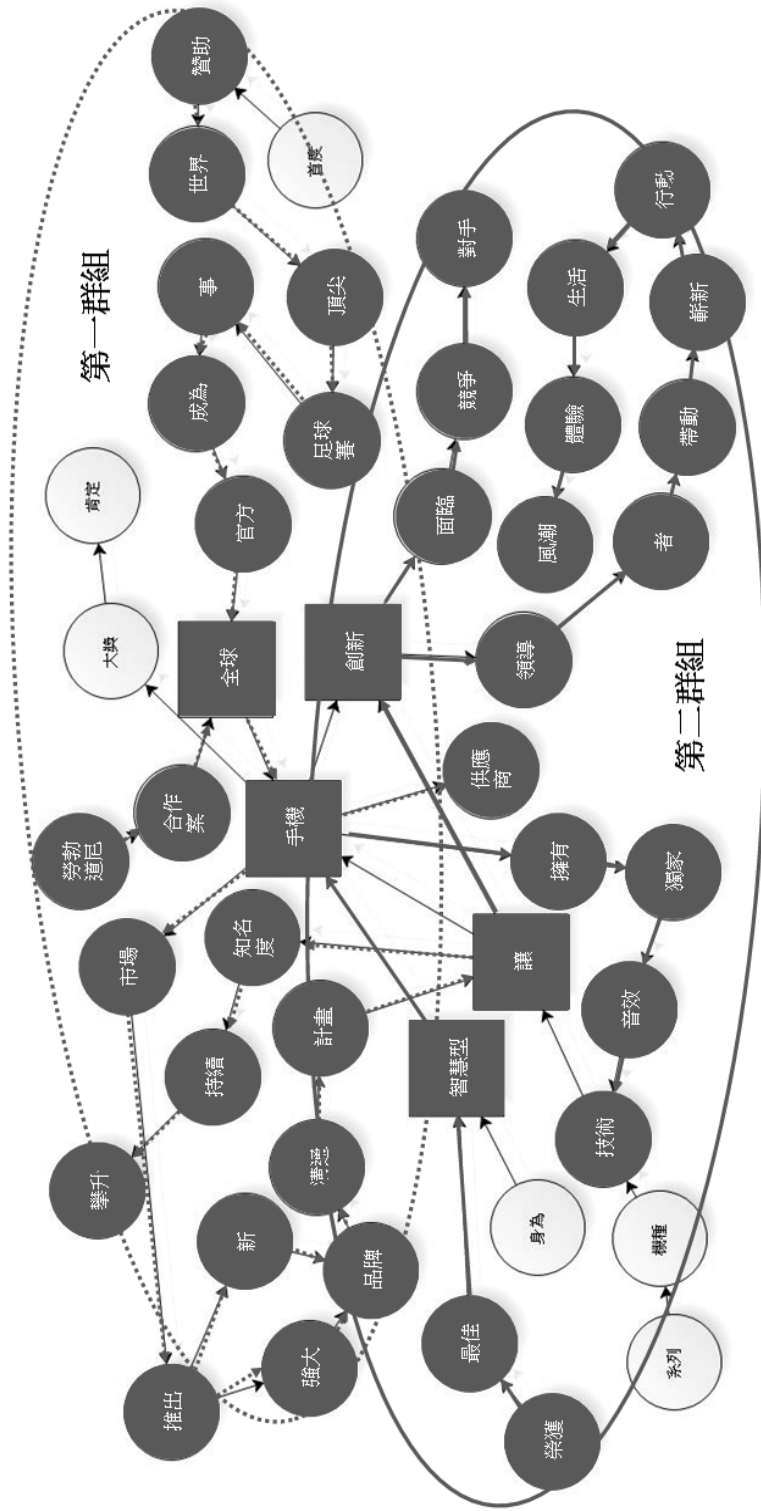 第一群組
攀升
勞勃
道尼
大獎
肯定
推出
市場
合作
案
成為
事
世界
贊助
新
持續
知名
度
全球
官方
強大
溝通
計畫
手機
足球
賽
頂尖
首度
品牌
創新
最佳
智慧型
供應
商
面臨
競爭
對手
榮獲
身為
讓
擁有
領導
風潮
體驗
生活
系列
機種
技術
音效
獨家
者
帶動
嶄新
行動
第二群組